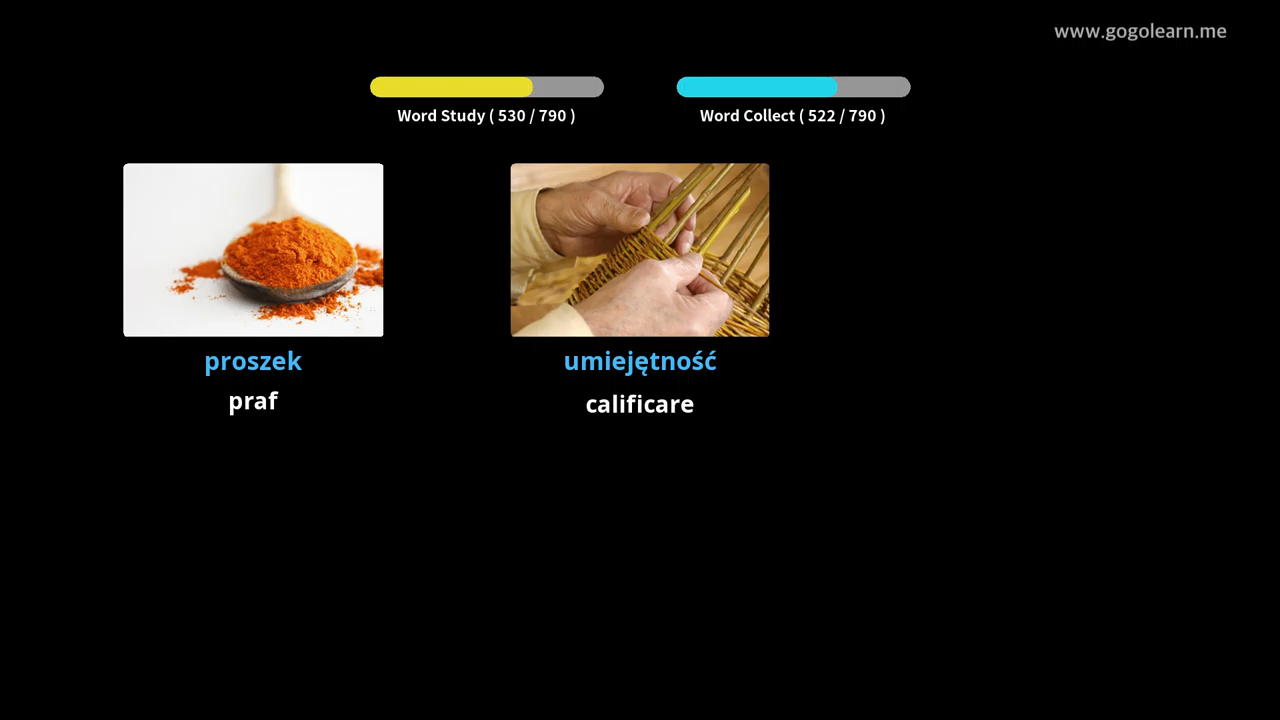 www.gogolearn.me
Word Study ( 530 / 790 )
Word Collect ( 522 / 790 )
proszek
praf
umiejętność
calificare